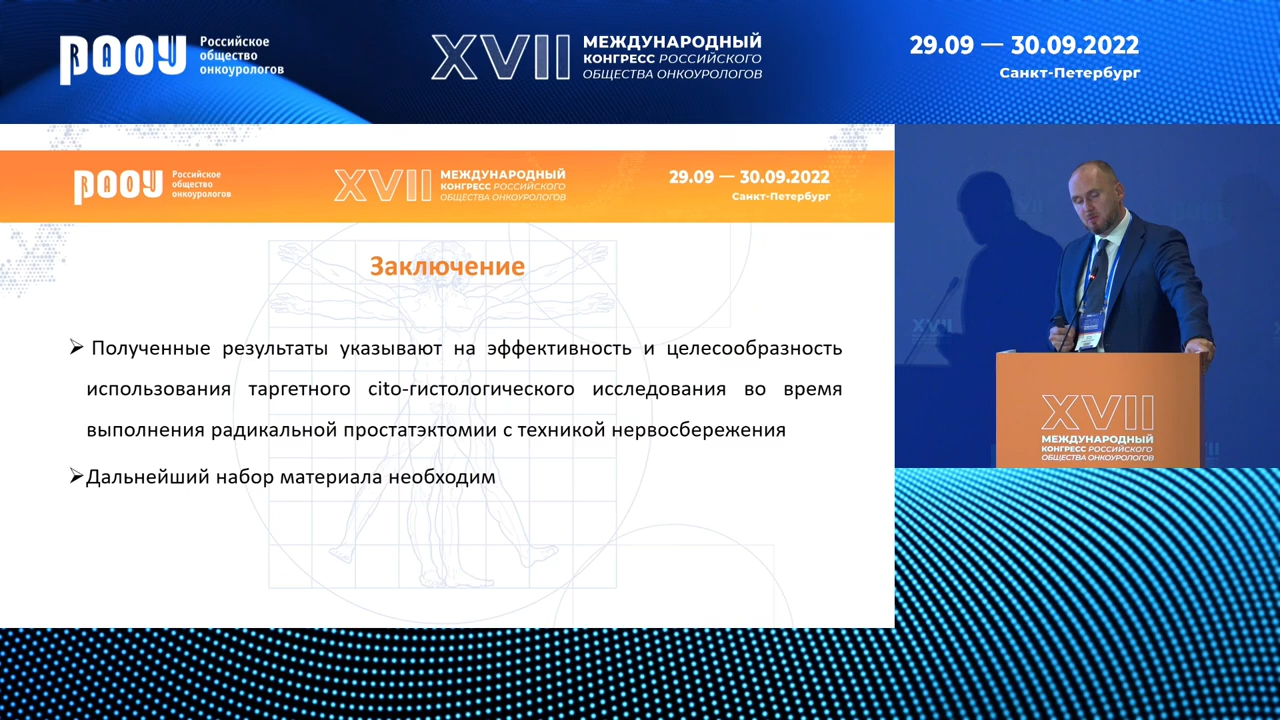 РАОУ
Российское
общество
онкоурологов
XVII
МЕЖДУНАРОДНЫЙ
КОНГРЕСС РОССИЙСКОГО
ОБЩЕСТВА ОНКОУРОЛОГОВ
29.09 — 30.09.2022
Санкт-Петербург
РАОУ
Российское
общество
онкоурологов
XVII
МЕЖДУНАРОДНЫЙ
КОНГРЕСС РОССИЙСКОГО
ОБЩЕСТВА ОНКОУРОЛОГОВ
29.09 — 30.09.2022
Санкт-Петербург
Заключение
➢ Полученные результаты указывают на эффективность и целесообразность
использования таргетного cito-гистологического исследования во время
выполнения радикальной простатэктомии с техникой нервосбережения
➢Дальнейший набор материала необходим
XVII
XVII
МЕЖДУНАРОДНЫЙ
КОНГРЕСС РОССИЙСКОГО
ОБЩЕСТВА ОНКОУРОЛОГОВ